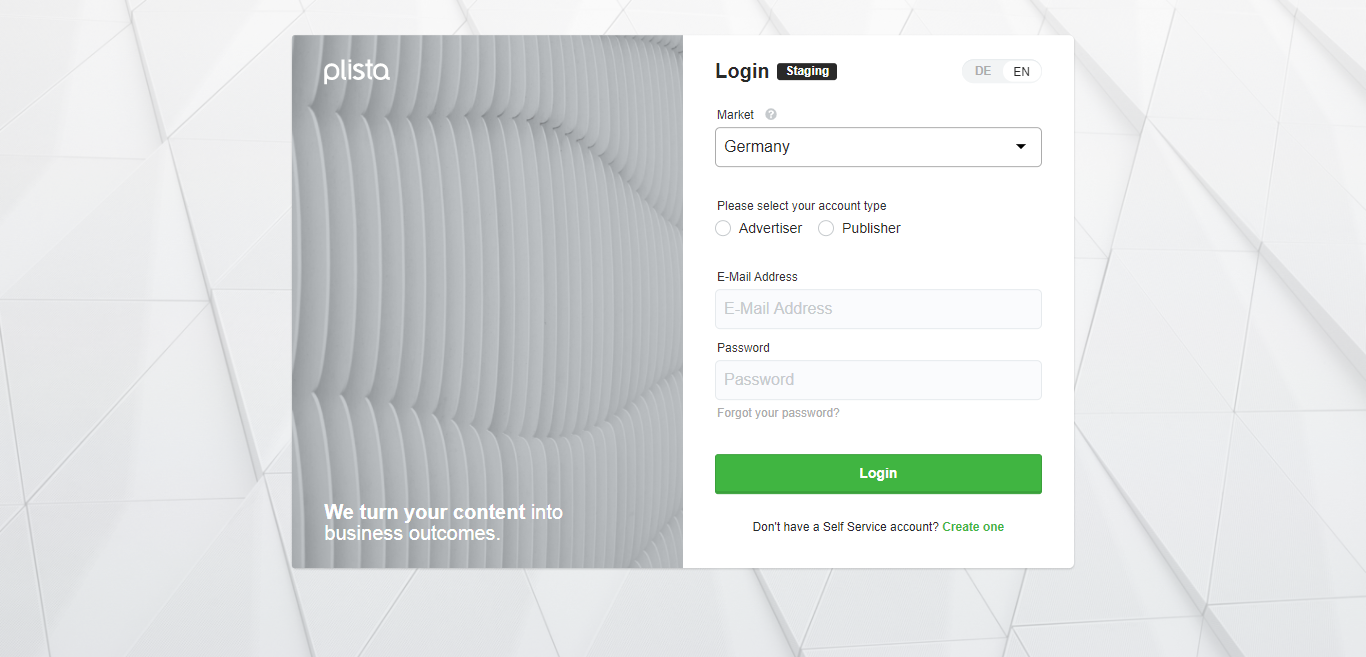 plista
We turn your content into
business outcomes.
Login Staging
DE EN
Market ?
Germany
Please select your account type
Advertiser Publisher
E-Mail Address
E-Mail Address
Password
Password
Forgot your password?
Login
Don't have a Self Service account? Create one